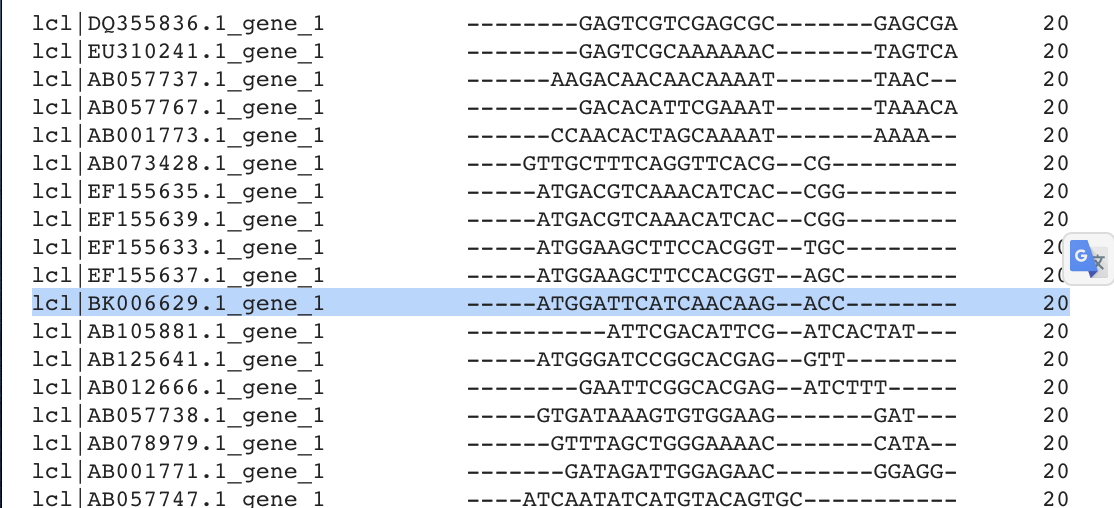 lcl|DQ355836.1_gene_1 --------GAGTCGTCGAGCGC-------GAGCGA 20
lcl|EU310241.1_gene_1 --------GAGTCGCAAAAAAC-------TAGTCA 20
lcl|AB057737.1_gene_1 ------AAGACAACAACAAAAT-------TAAC-- 20
lcl|AB057767.1_gene_1 --------GACACATTCGAAAT-------TAAACA 20
lcl|AB001773.1_gene_1 ------CCAACACTAGCAAAAT-------AAAA-- 20
lcl|AB073428.1_gene_1 ----GTTGCTTTCAGGTTCACG--CG--------- 20
lcl|EF155635.1_gene_1 -----ATGACGTCAAACATCAC--CGG-------- 20
lcl|EF155639.1_gene_1 -----ATGACGTCAAACATCAC--CGG-------- 20
lcl|EF155633.1_gene_1 -----ATGGAAGCTTCCACGGT--TGC-------- 20
lcl|EF155637.1_gene_1 -----ATGGAAGCTTCCACGGT--AGC-------- 20
lcl|BK006629.1_gene_1 -----ATGGATTCATCAACAAG--ACC-------- 20
lcl|AB105881.1_gene_1 ----------ATTCGACATTCG--ATCACTAT--- 20
lcl|AB125641.1_gene_1 -----ATGGGATCCGGCACGAG--GTT-------- 20
lcl|AB012666.1_gene_1 --------GAATTCGGCACGAG--ATCTTT----- 20
lcl|AB057738.1_gene_1 -----GTGATAAAGTGTGGAAG-------GAT--- 20
lcl|AB078979.1_gene_1 ------GTTTAGCTGGGAAAAC-------CATA-- 20
lcl|AB001771.1_gene_1 -------GATAGATTGGAGAAC-------GGAGG- 20
lcl|AB057747.1_gene_1 ----ATCAATATCATGTACAGTGC----------- 20